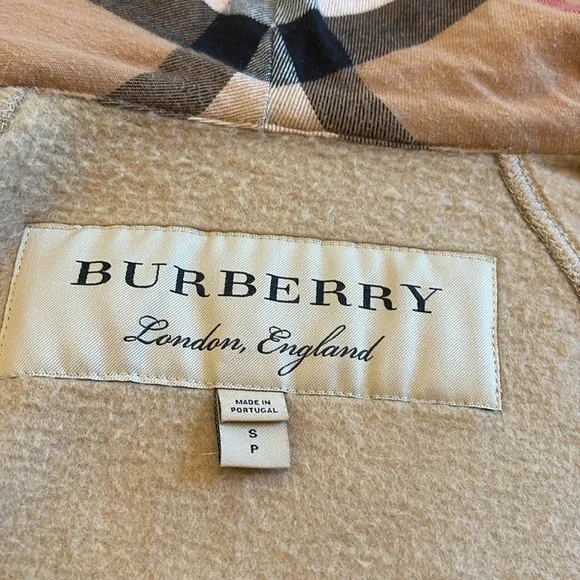 BURBERRY
London, England
MADE IN
PORTUGAL
S
P